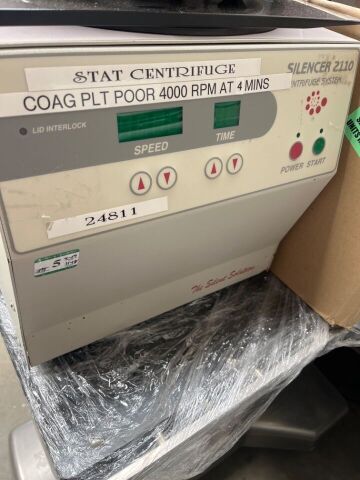 STAT CENTRIFUGE
SILENCER 2110
CENTRIFUGE SYSTEM
COAG PLT POOR 4000 RPM AT 4 MINS
LID INTERLOCK
SPEED
TIME
POWER START
24811
5
The Silent Solution